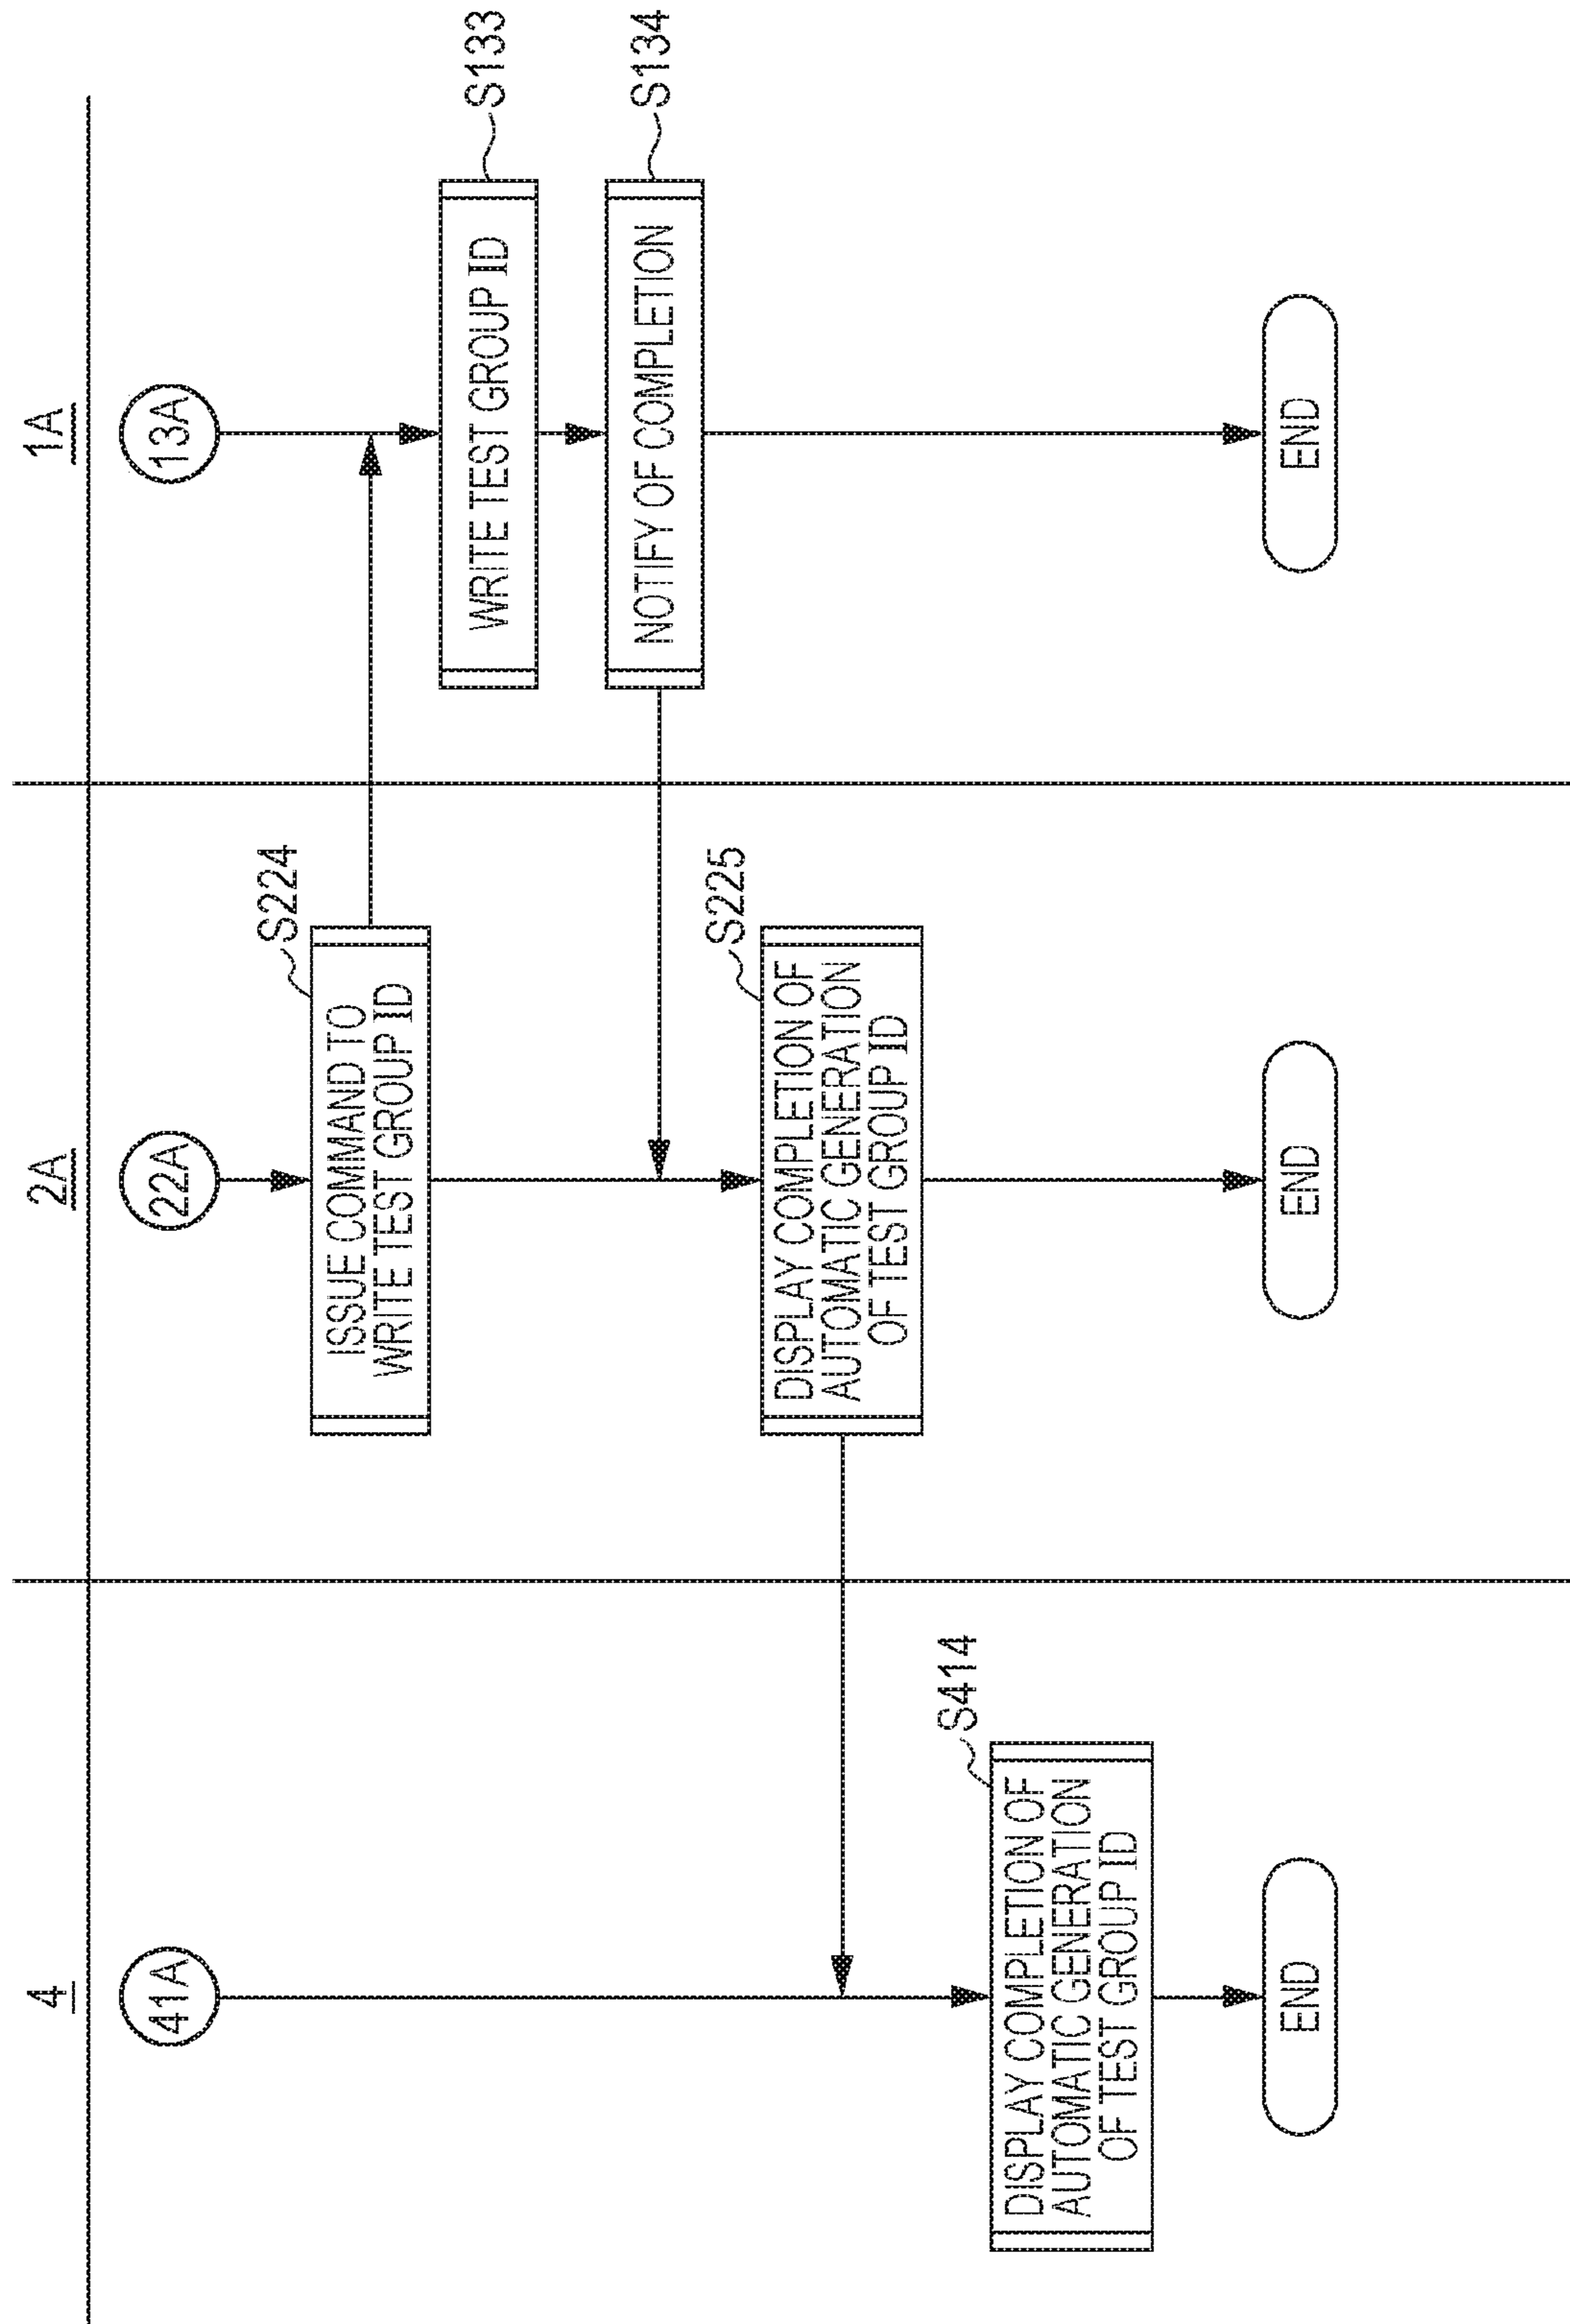 4
2A
1A
41A
22A
13A
S224
ISSUE COMMAND TO
WRITE TEST GROUP ID
S133
WRITE TEST GROUP ID
S134
NOTIFY OF COMPLETION
S225
DISPLAY COMPLETION OF
AUTOMATIC GENERATION
OF TEST GROUP ID
S414
DISPLAY COMPLETION OF
AUTOMATIC GENERATION
OF TEST GROUP ID
END
END
END